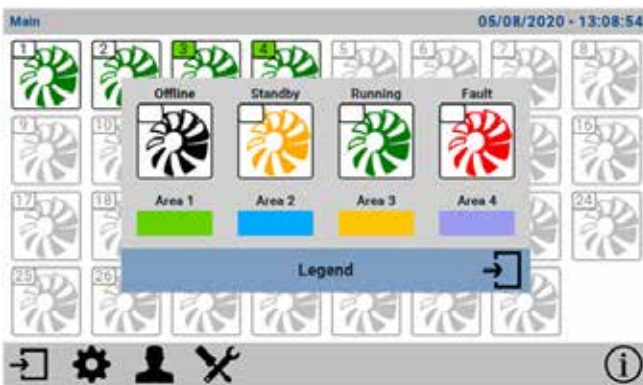 Main 05/08/2020 - 13:08:54
1 2 3 4 5 6 7 8
Offline Standby Running Fault
9 10 16
17 18 Area 1 Area 2 Area 3 Area 4 24
Legend
25 26